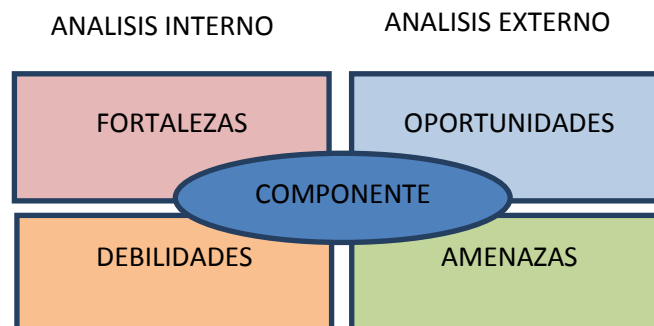 ANALISIS INTERNO
ANALISIS EXTERNO
FORTALEZAS
OPORTUNIDADES
COMPONENTE
DEBILIDADES
AMENAZAS